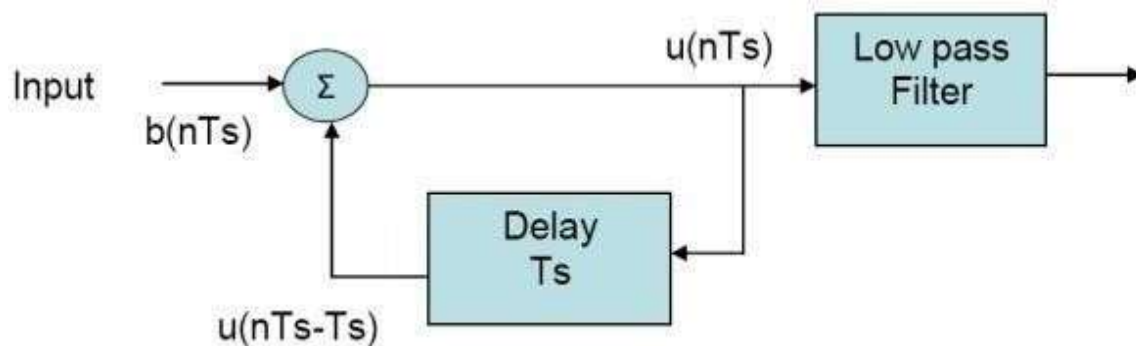 Input
b(nTs)
Σ
u(nTs)
Low pass
Filter
Delay
Ts
u(nTs-Ts)